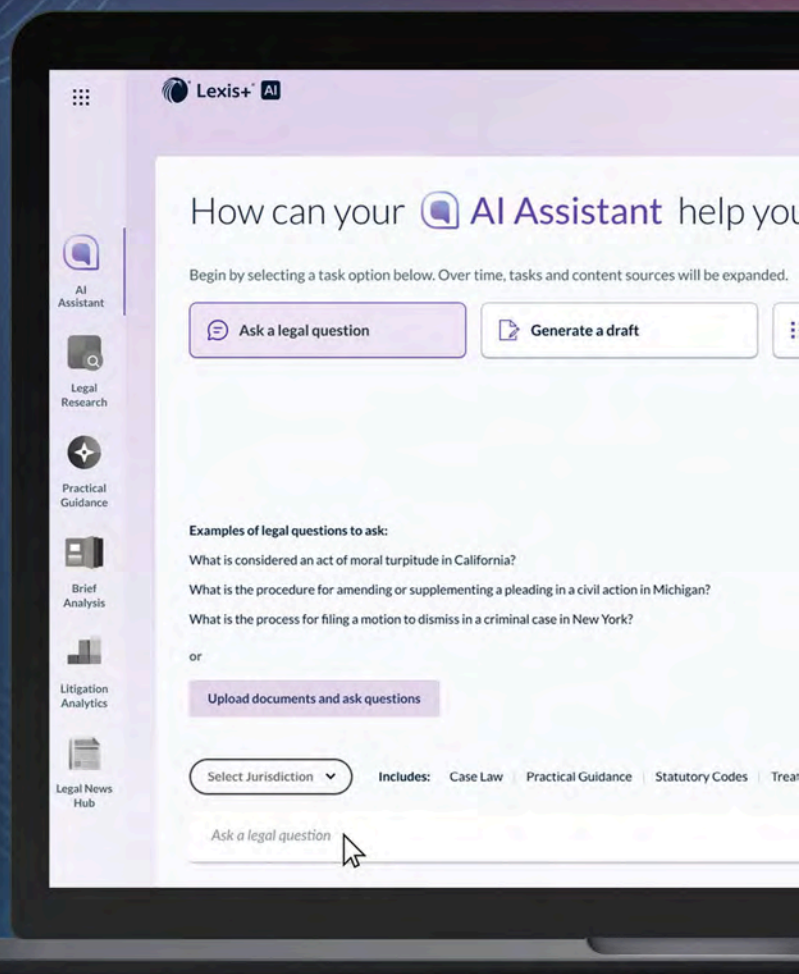 Lexis+ AI
How can your AI Assistant help you
Begin by selecting a task option below. Over time, tasks and content sources will be expanded.
Ask a legal question
Generate a draft
AI
Assistant
Legal
Research
Practical
Guidance
Brief
Analysis
Litigation
Analytics
Legal News
Hub
Examples of legal questions to ask:
What is considered an act of moral turpitude in California?
What is the procedure for amending or supplementing a pleading in a civil action in Michigan?
What is the process for filing a motion to dismiss in a criminal case in New York?
or
Upload documents and ask questions
Select Jurisdiction
Includes: Case Law Practical Guidance Statutory Codes Treat
Ask a legal question